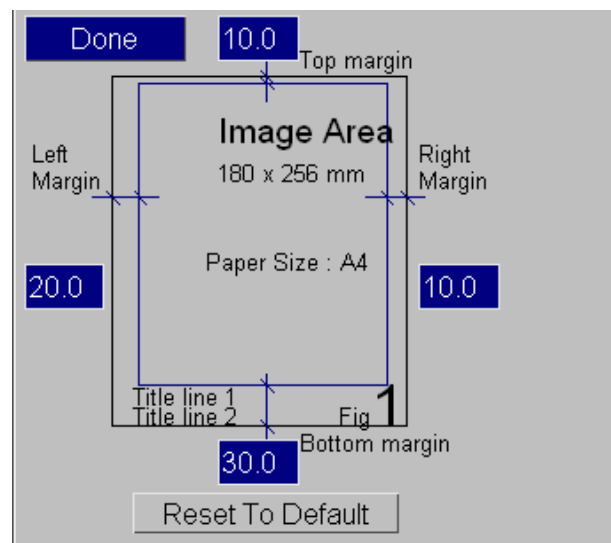 Done
10.0
Top margin
Image Area
180 x 256 mm
Left
Margin
Right
Margin
Paper Size : A4
20.0
10.0
Title line 1
Title line 2
Fig 1
Bottom margin
30.0
Reset To Default